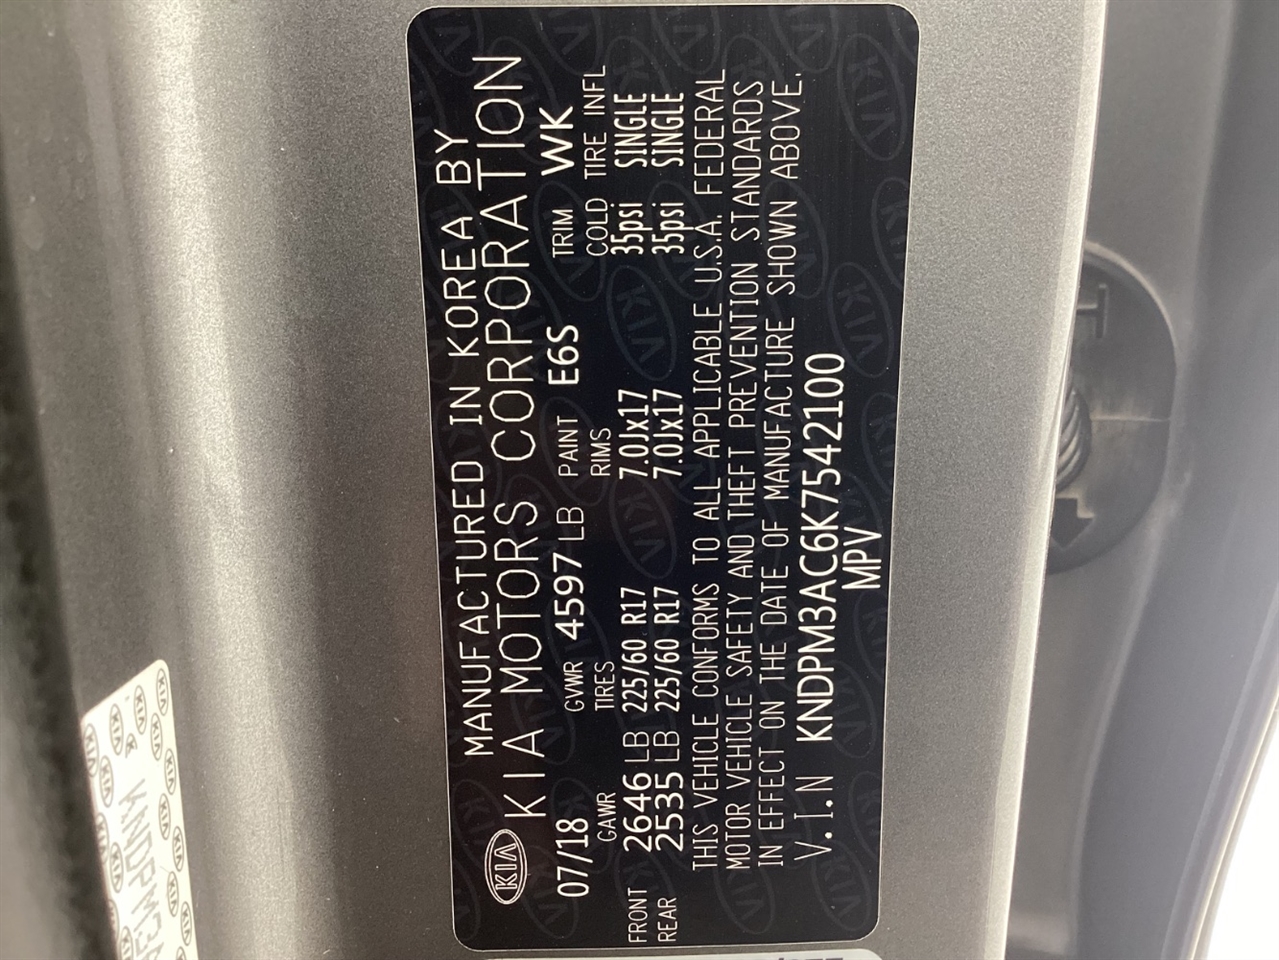 MANUFACTURED IN KOREA BY
KIA KIA MOTORS CORPORATION
07/18 GVWR 4597 LB PAINT E6S TRIM WK
GAWR TIRES RIMS COLD TIRE INFL
FRONT 2646 LB 225/60 R17 7.0Jx17 35psi SINGLE
REAR 2535 LB 225/60 R17 7.0Jx17 35psi SINGLE
THIS VEHICLE CONFORMS TO ALL APPLICABLE U.S.A. FEDERAL
MOTOR VEHICLE SAFETY AND THEFT PREVENTION STANDARDS
IN EFFECT ON THE DATE OF MANUFACTURE SHOWN ABOVE.
V.I.N KNDPM3AC6K7542100
MPV